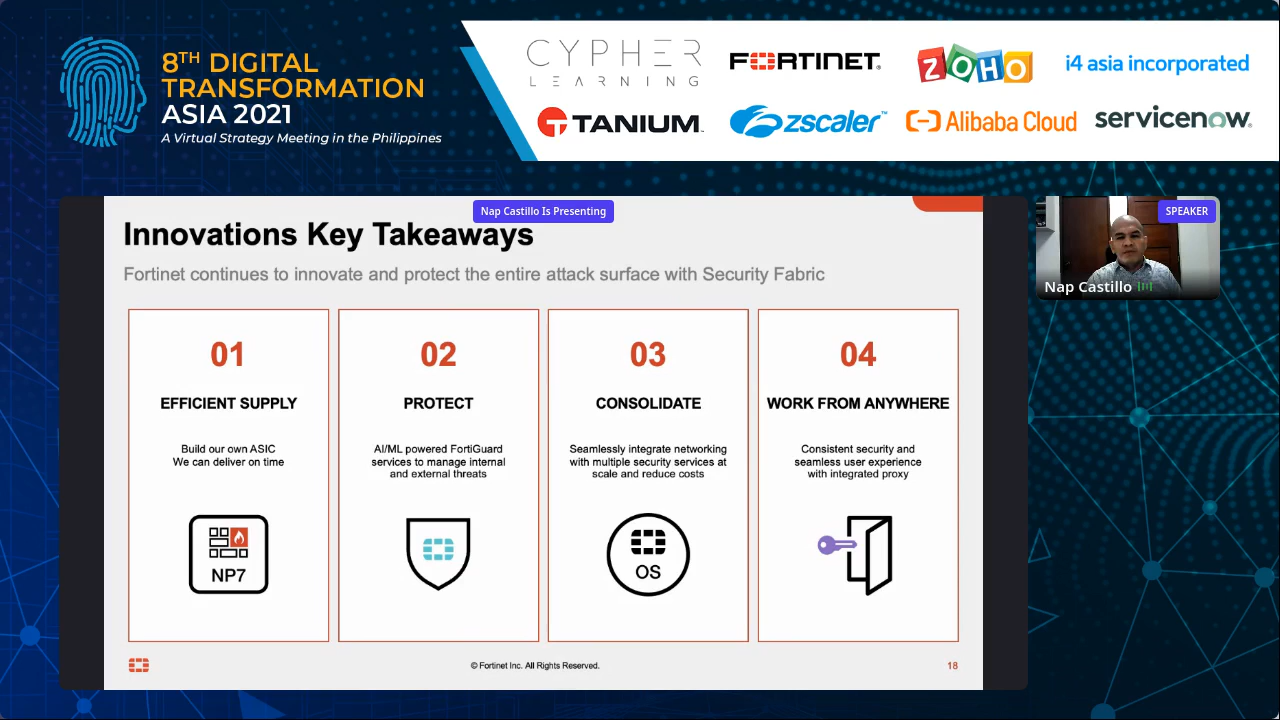 8TH DIGITAL
TRANSFORMATION
ASIA 2021
A Virtual Strategy Meeting in the Philippines
CYPHER
LEARNING
FORTINET
ZOHO
i4 asia incorporated
TANIUM
zscaler™
Alibaba Cloud
servicenow
Nap Castillo Is Presenting
Innovations Key Takeaways
Fortinet continues to innovate and protect the entire attack surface with Security Fabric
01
EFFICIENT SUPPLY
Build our own ASIC
We can deliver on time
NP7
02
PROTECT
AI/ML powered FortiGuard
services to manage internal
and external threats
03
CONSOLIDATE
Seamlessly integrate networking
with multiple security services at
scale and reduce costs
OS
04
WORK FROM ANYWHERE
Consistent security and
seamless user experience
with integrated proxy
© Fortinet Inc. All Rights Reserved.
18
SPEAKER
Nap Castillo